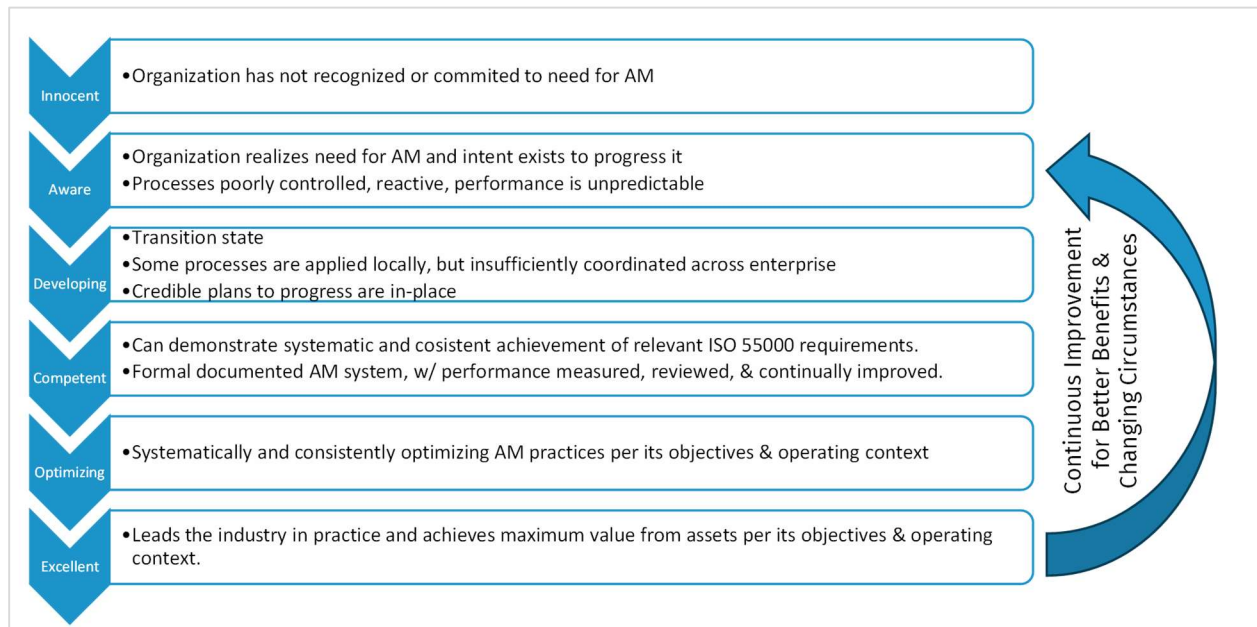 Innocent
•Organization has not recognized or commited to need for AM
Aware
•Organization realizes need for AM and intent exists to progress it
•Processes poorly controlled, reactive, performance is unpredictable
Developing
•Transition state
•Some processes are applied locally, but insufficiently coordinated across enterprise
•Credible plans to progress are in-place
Competent
•Can demonstrate systematic and cosistent achievement of relevant ISO 55000 requirements.
•Formal documented AM system, w/ performance measured, reviewed, & continually improved.
Optimizing
•Systematically and consistently optimizing AM practices per its objectives & operating context
Excellent
•Leads the industry in practice and achieves maximum value from assets per its objectives & operating
context.
Continuous Improvement
for Better Benefits &
Changing Circumstances